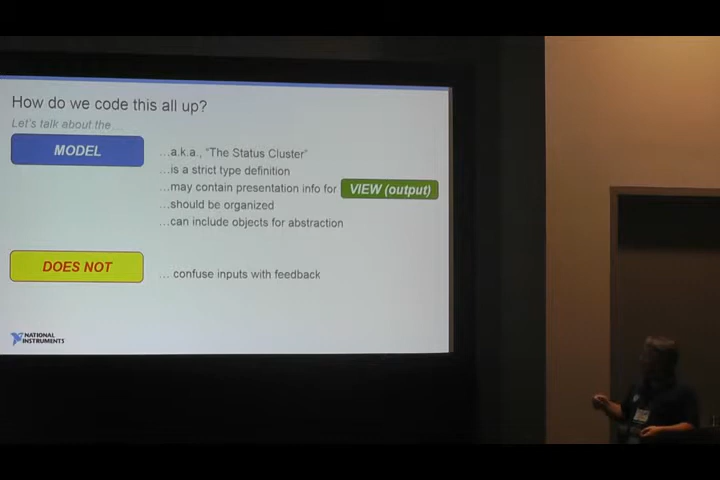 How do we code this all up?
Let's talk about the...
MODEL
...a.k.a., "The Status Cluster"
...is a strict type definition
...may contain presentation info for VIEW (output)
...should be organized
...can include objects for abstraction
DOES NOT
... confuse inputs with feedback
NATIONAL
INSTRUMENTS